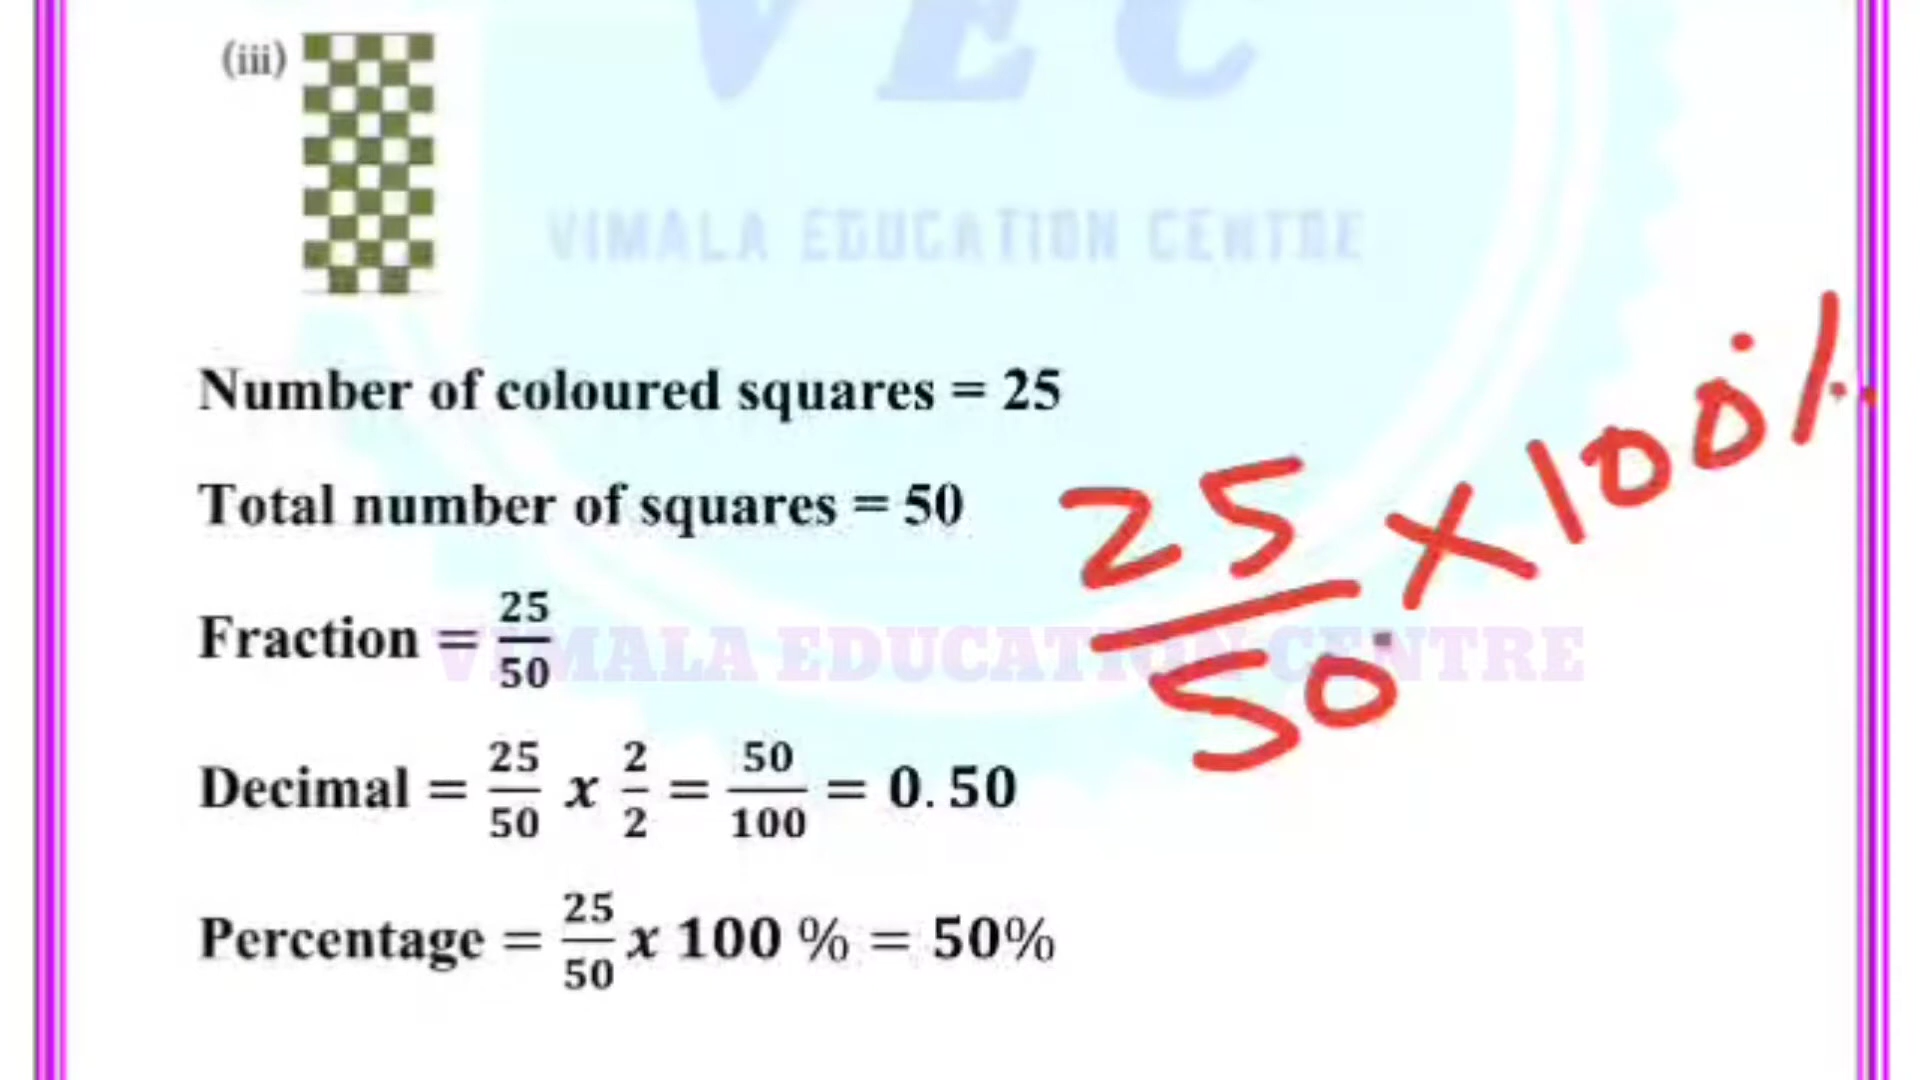 VEC
(iii)
VIMALA EDUCATION CENTRE
Number of coloured squares = 25
Total number of squares = 50
25/50 × 100%
Fraction = 25/50
VIMALA EDUCATION CENTRE
Decimal = 25/50 x 2/2 = 50/100 = 0.50
Percentage = 25/50 x 100 % = 50%